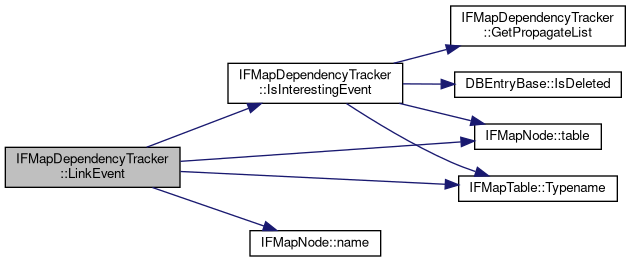 IFMapDependencyTracker
::LinkEvent
IFMapDependencyTracker
::IsInterestingEvent
IFMapDependencyTracker
::GetPropagateList
DBEntryBase::IsDeleted
IFMapNode::table
IFMapTable::Typename
IFMapNode::name